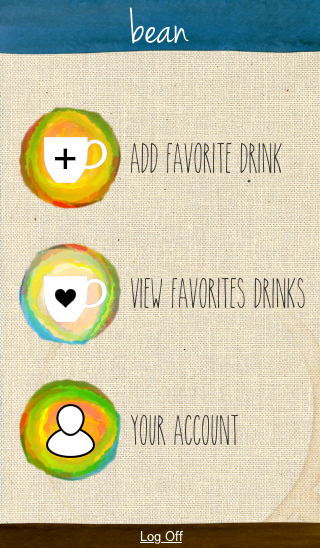 bean
ADD FAVORITE DRINK
VIEW FAVORITES DRINKS
YOUR ACCOUNT
Log Off